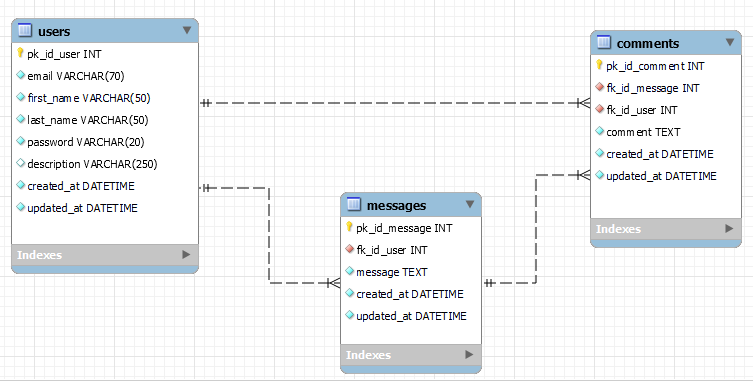 users
pk_id_user INT
email VARCHAR(70)
first_name VARCHAR(50)
last_name VARCHAR(50)
password VARCHAR(20)
description VARCHAR(250)
created_at DATETIME
updated_at DATETIME
Indexes
messages
pk_id_message INT
fk_id_user INT
message TEXT
created_at DATETIME
updated_at DATETIME
Indexes
comments
pk_id_comment INT
fk_id_message INT
fk_id_user INT
comment TEXT
created_at DATETIME
updated_at DATETIME
Indexes